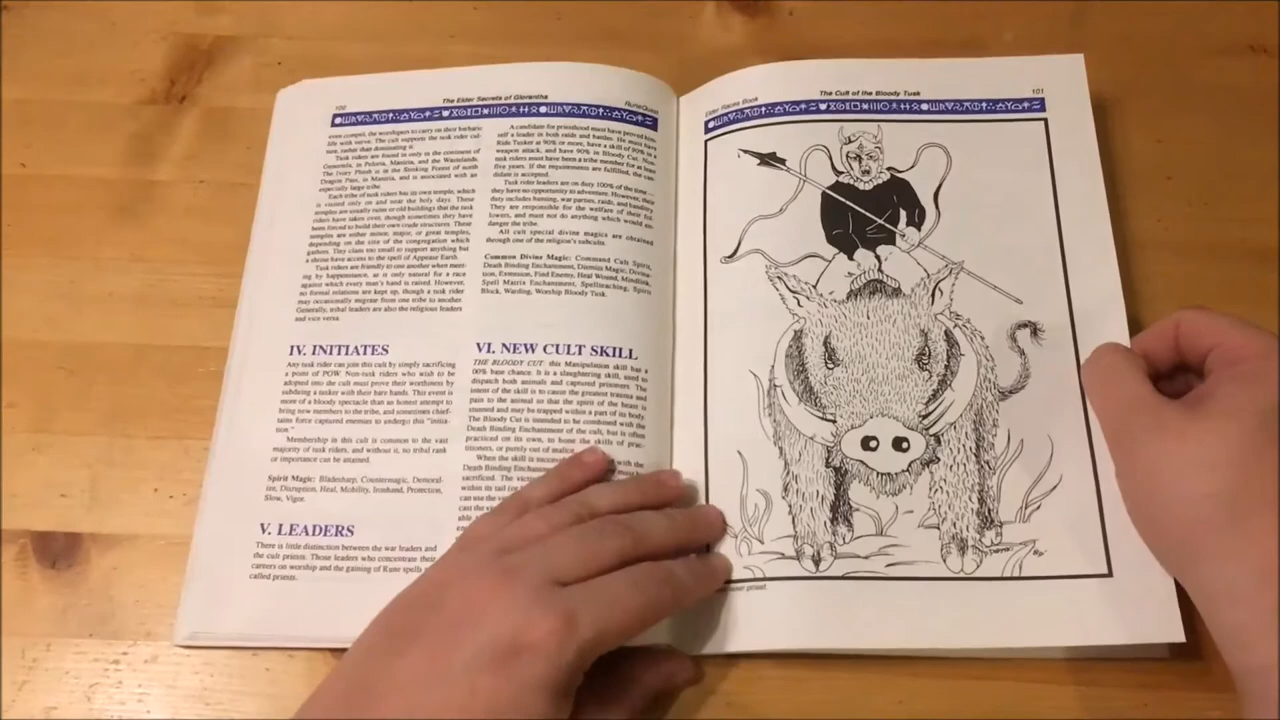 100
The Elder Secrets of Glorantha
RuneQuest
even compel, the worshipers to carry on their barbaric
life with verve. The cult supports the tusk rider cul-
ture, rather than dominating it.
Tusk riders are found in only in the continent of
Genertela, in Peloria, Maniria, and the Wastelands.
The Ivory Plinth is in the Stinking Forest of north
Dragon Pass, in Maniria, and is associated with an
especially large tribe.
Each tribe of tusk riders has its own temple, which
is visited only on and near the holy days. These
temples are usually ruins or old buildings that the tusk
riders have taken over, though sometimes they have
been forced to build their own crude structures. These
temples are either minor, major, or great temples,
depending on the size of the congregation which
gathers. Tiny clans too small to support anything but
a shrine have access to the spell of Appease Earth.
Tusk riders are friendly to one another when meet-
ing by happenstance, as is only natural for a race
against which every man's hand is raised. However,
no formal relations are kept up, though a tusk rider
may occasionally migrate from one tribe to another.
Generally, tribal leaders are also the religious leaders
and vice versa.
IV. INITIATES
Any tusk rider can join this cult by simply sacrificing
a point of POW. Non-tusk riders who wish to be
adopted into the cult must prove their worthiness by
subduing a tusker with their bare hands. This event is
more of a bloody spectacle than an honest attempt to
bring new members to the tribe, and sometimes chief-
tains force captured enemies to undergo this "initia-
tion."
Membership in this cult is common to the vast
majority of tusk riders, and without it, no tribal rank
or importance can be attained.
Spirit Magic: Bladesharp, Countermagic, Demoral-
ize, Disruption, Heal, Mobility, Ironhand, Protection,
Slow, Vigor.
V. LEADERS
There is little distinction between the war leaders and
the cult priests. Those leaders who concentrate their
careers on worship and the gaining of Rune spells
called priests.
A candidate for priesthood must have proved him
self a leader in both raids and battles. He must have
Ride Tusker at 90% or more, have a skill of 90% in a
weapon attack, and have 90% in Bloody Cut. Non-
tusk riders must have been a tribe member for at least
five years. If the requirements are fulfilled, the can-
didate is accepted.
Tusk rider leaders are on duty 100% of the time—
they have no opportunity to adventure. However, their
duty includes hunting, war parties, raids, and banditry.
They are responsible for the welfare of their fol-
lowers, and must not do anything which would en-
danger the tribe.
All cult special divine magics are obtained
through one of the religion's subcults.
Common Divine Magic: Command Cult Spirit,
Death Binding Enchantment, Dismiss Magic, Divina-
tion, Extension, Find Enemy, Heal Wound, Mindlink,
Spell Matrix Enchantment, Spellteaching, Spirit
Block, Warding, Worship Bloody Tusk.
VI. NEW CULT SKILL
THE BLOODY CUT this Manipulation skill has a
00% base chance. It is a slaughtering skill, used to
dispatch both animals and captured prisoners. The
intent of the skill is to cause the greatest trauma and
pain to the animal so that the spirit of the beast is
stunned and may be trapped within a part of its body.
The Bloody Cut is intended to be combined with the
Death Binding Enchantment of the cult, but is often
practiced on its own, to hone the skills of prac-
titioners, or purely out of malice.
When the skill is successful with the
Death Binding Enchantment must be
sacrificed. The
within its tail (or
can use the
cast the
able
Elder Races Book
The Cult of the Bloody Tusk
101
priest.